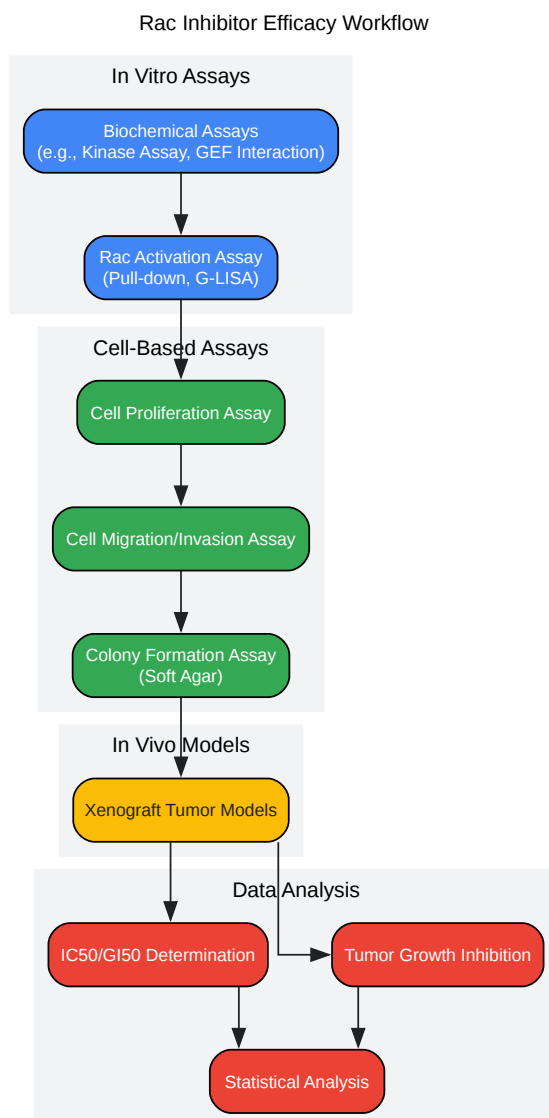 Rac Inhibitor Efficacy Workflow
In Vitro Assays
Biochemical Assays
(e.g., Kinase Assay, GEF Interaction)
Rac Activation Assay
(Pull-down, G-LISA)
Cell-Based Assays
Cell Proliferation Assay
Cell Migration/Invasion Assay
Colony Formation Assay
(Soft Agar)
In Vivo Models
Xenograft Tumor Models
Data Analysis
IC50/GI50 Determination
Tumor Growth Inhibition
Statistical Analysis